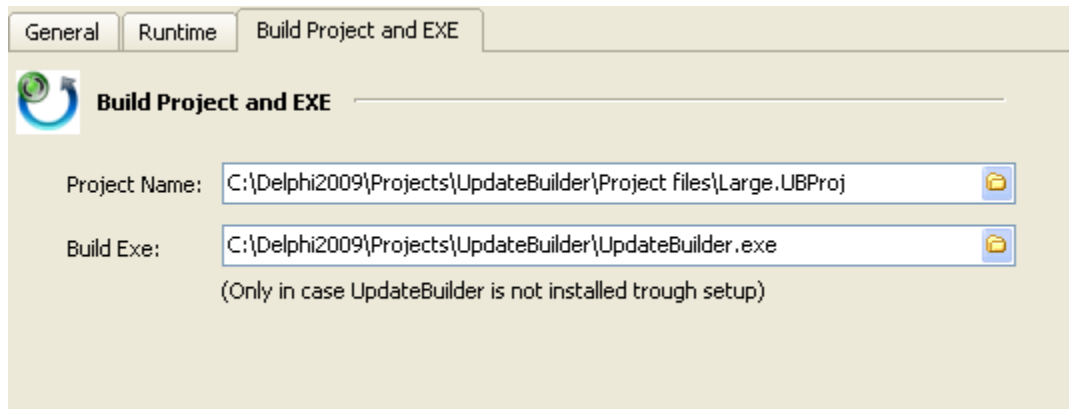 General Runtime Build Project and EXE
Build Project and EXE
Project Name: C:\Delphi2009\Projects\UpdateBuilder\Project files\Large.UBProj
Build Exe: C:\Delphi2009\Projects\UpdateBuilder\UpdateBuilder.exe
(Only in case UpdateBuilder is not installed trough setup)